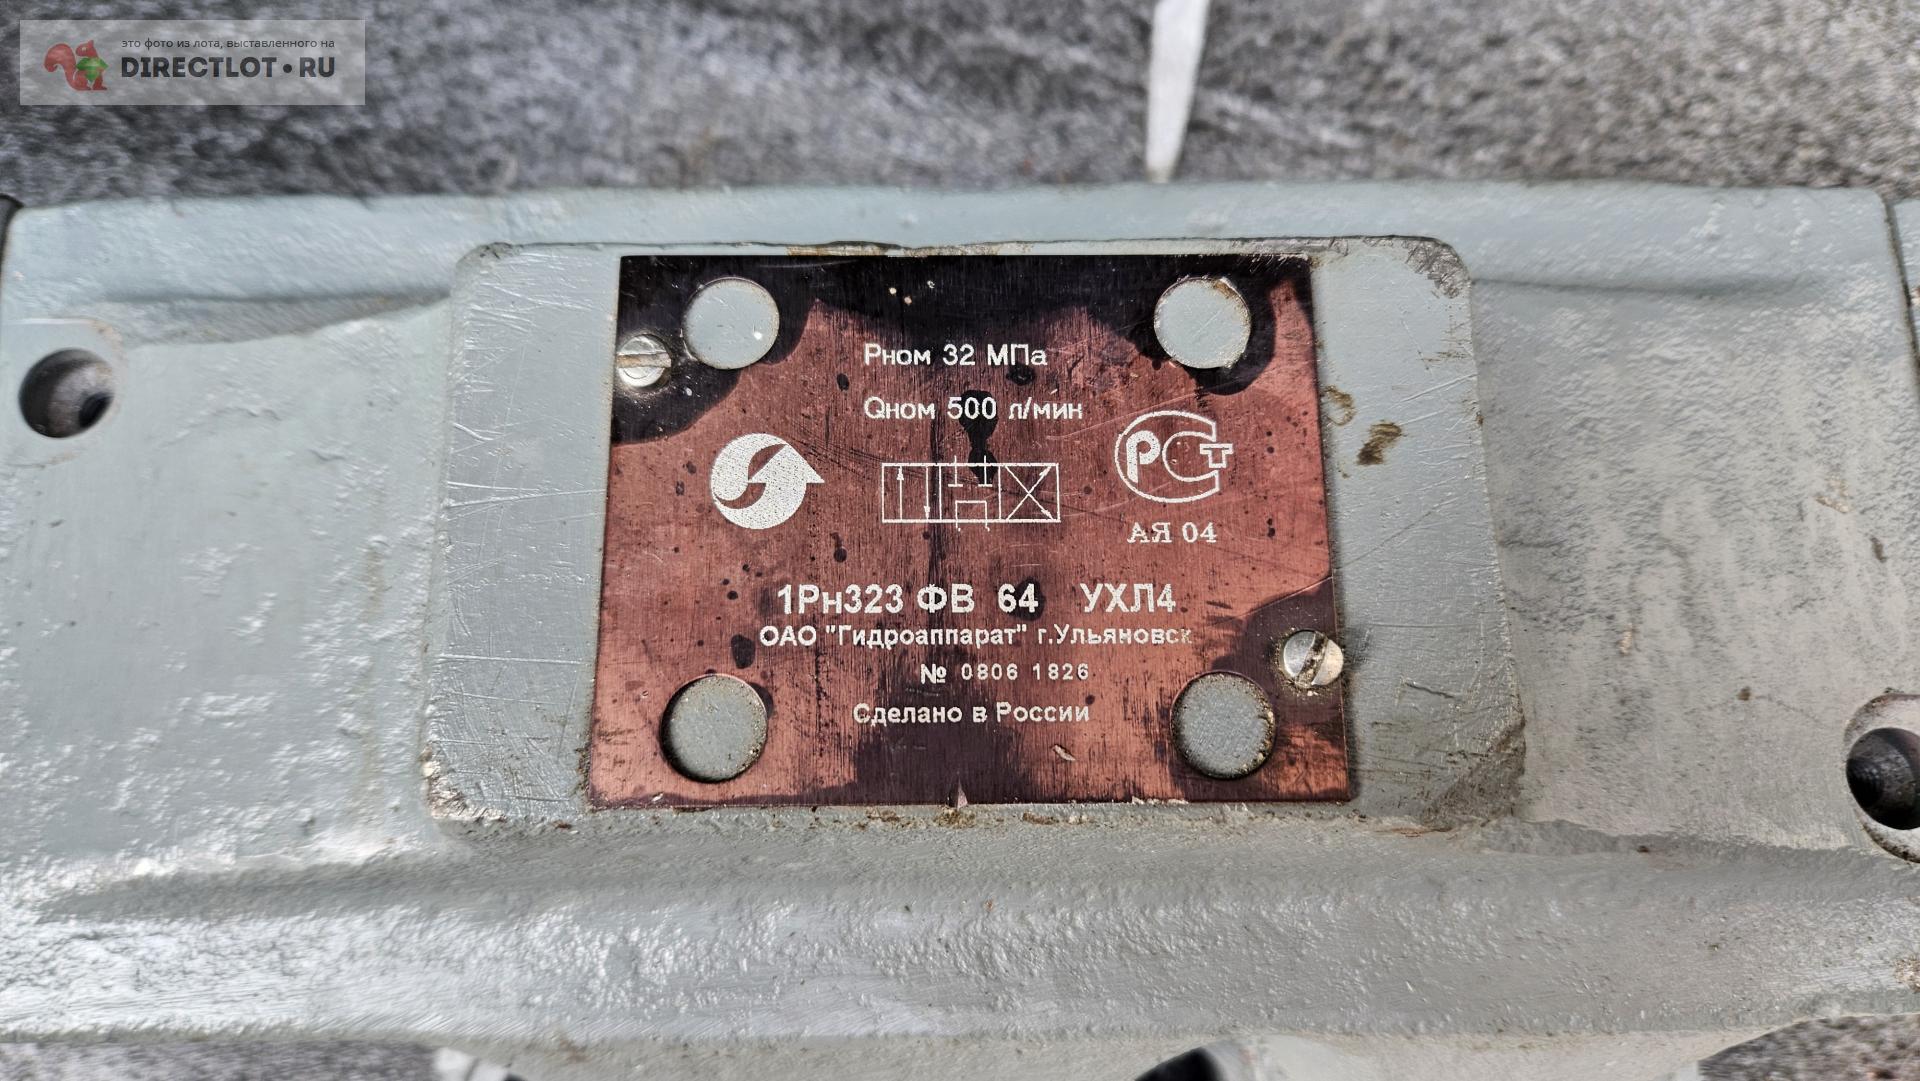 это фото из лота, выставленного на
DIRECTLOT•RU
Рном 32 МПа
Qном 500 л/мин
РСТ
АЯ 04
1Рн323 ФВ 64 УХЛ4
ОАО "Гидроаппарат" г.Ульяновск
№ 0806 1826
Сделано в России